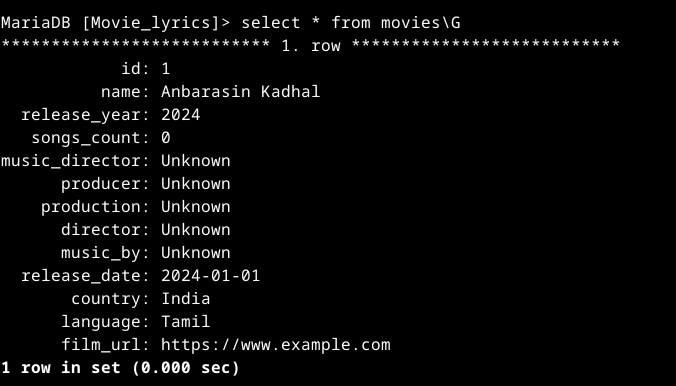 MariaDB [Movie_lyrics]> select * from movies\G
*************************** 1. row ***************************
id: 1
name: Anbarasin Kadhal
release_year: 2024
songs_count: 0
music_director: Unknown
producer: Unknown
production: Unknown
director: Unknown
music_by: Unknown
release_date: 2024-01-01
country: India
language: Tamil
film_url: https://www.example.com
1 row in set (0.000 sec)